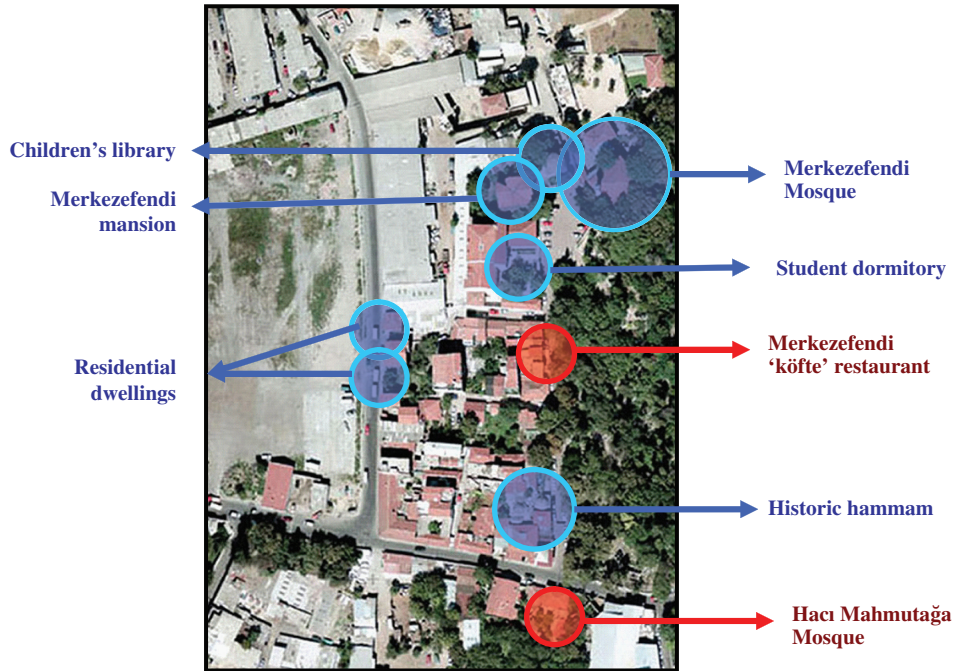 Children’s library
Merkezefendi
mansion
Residential
dwellings
Merkezefendi
Mosque
Student dormitory
Merkezefendi
‘köfte’ restaurant
Historic hammam
Hacı Mahmutağa
Mosque